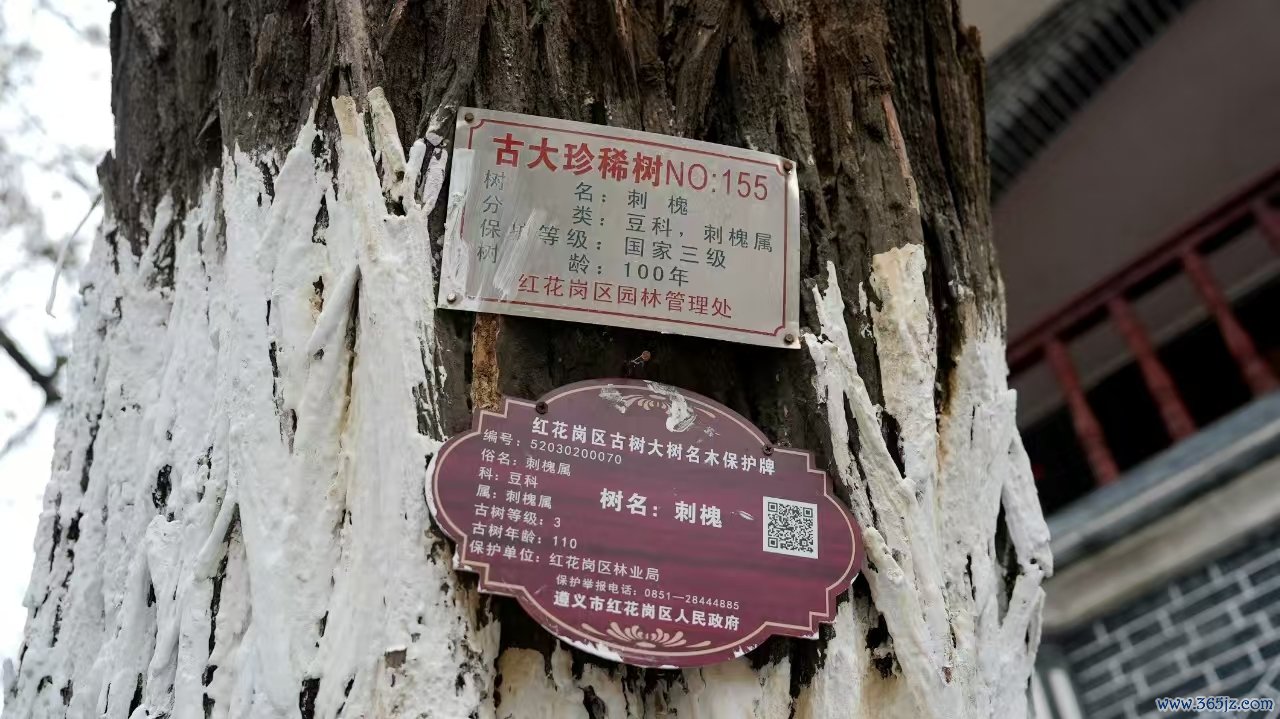 古大珍稀树NO:155
树 名：刺 槐
分 类：豆科，刺槐属
保 等级：国家三级
树 龄：100年
红花岗区园林管理处
红花岗区古树大树名木保护牌
编号：52030200070
俗名：刺槐属
科：豆科
属：刺槐属
树名：刺槐
古树等级：3
古树年龄：110
保护单位：红花岗区林业局
保护举报电话：0851—28444885
遵义市红花岗区人民政府
www.365jz.com